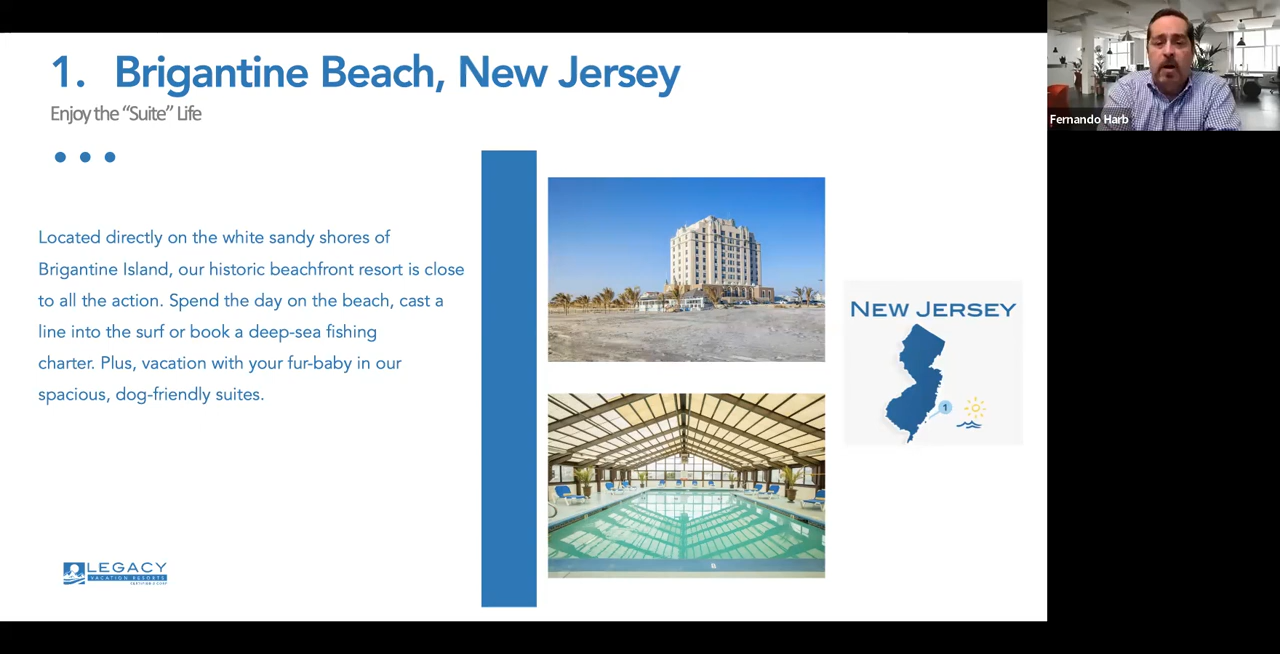 1. Brigantine Beach, New Jersey
Enjoy the “Suite” Life
Located directly on the white sandy shores of
Brigantine Island, our historic beachfront resort is close
to all the action. Spend the day on the beach, cast a
line into the surf or book a deep-sea fishing
charter. Plus, vacation with your fur-baby in our
spacious, dog-friendly suites.
NEW JERSEY
1
LEGACY
VACATION RESORTS
Fernando Harb